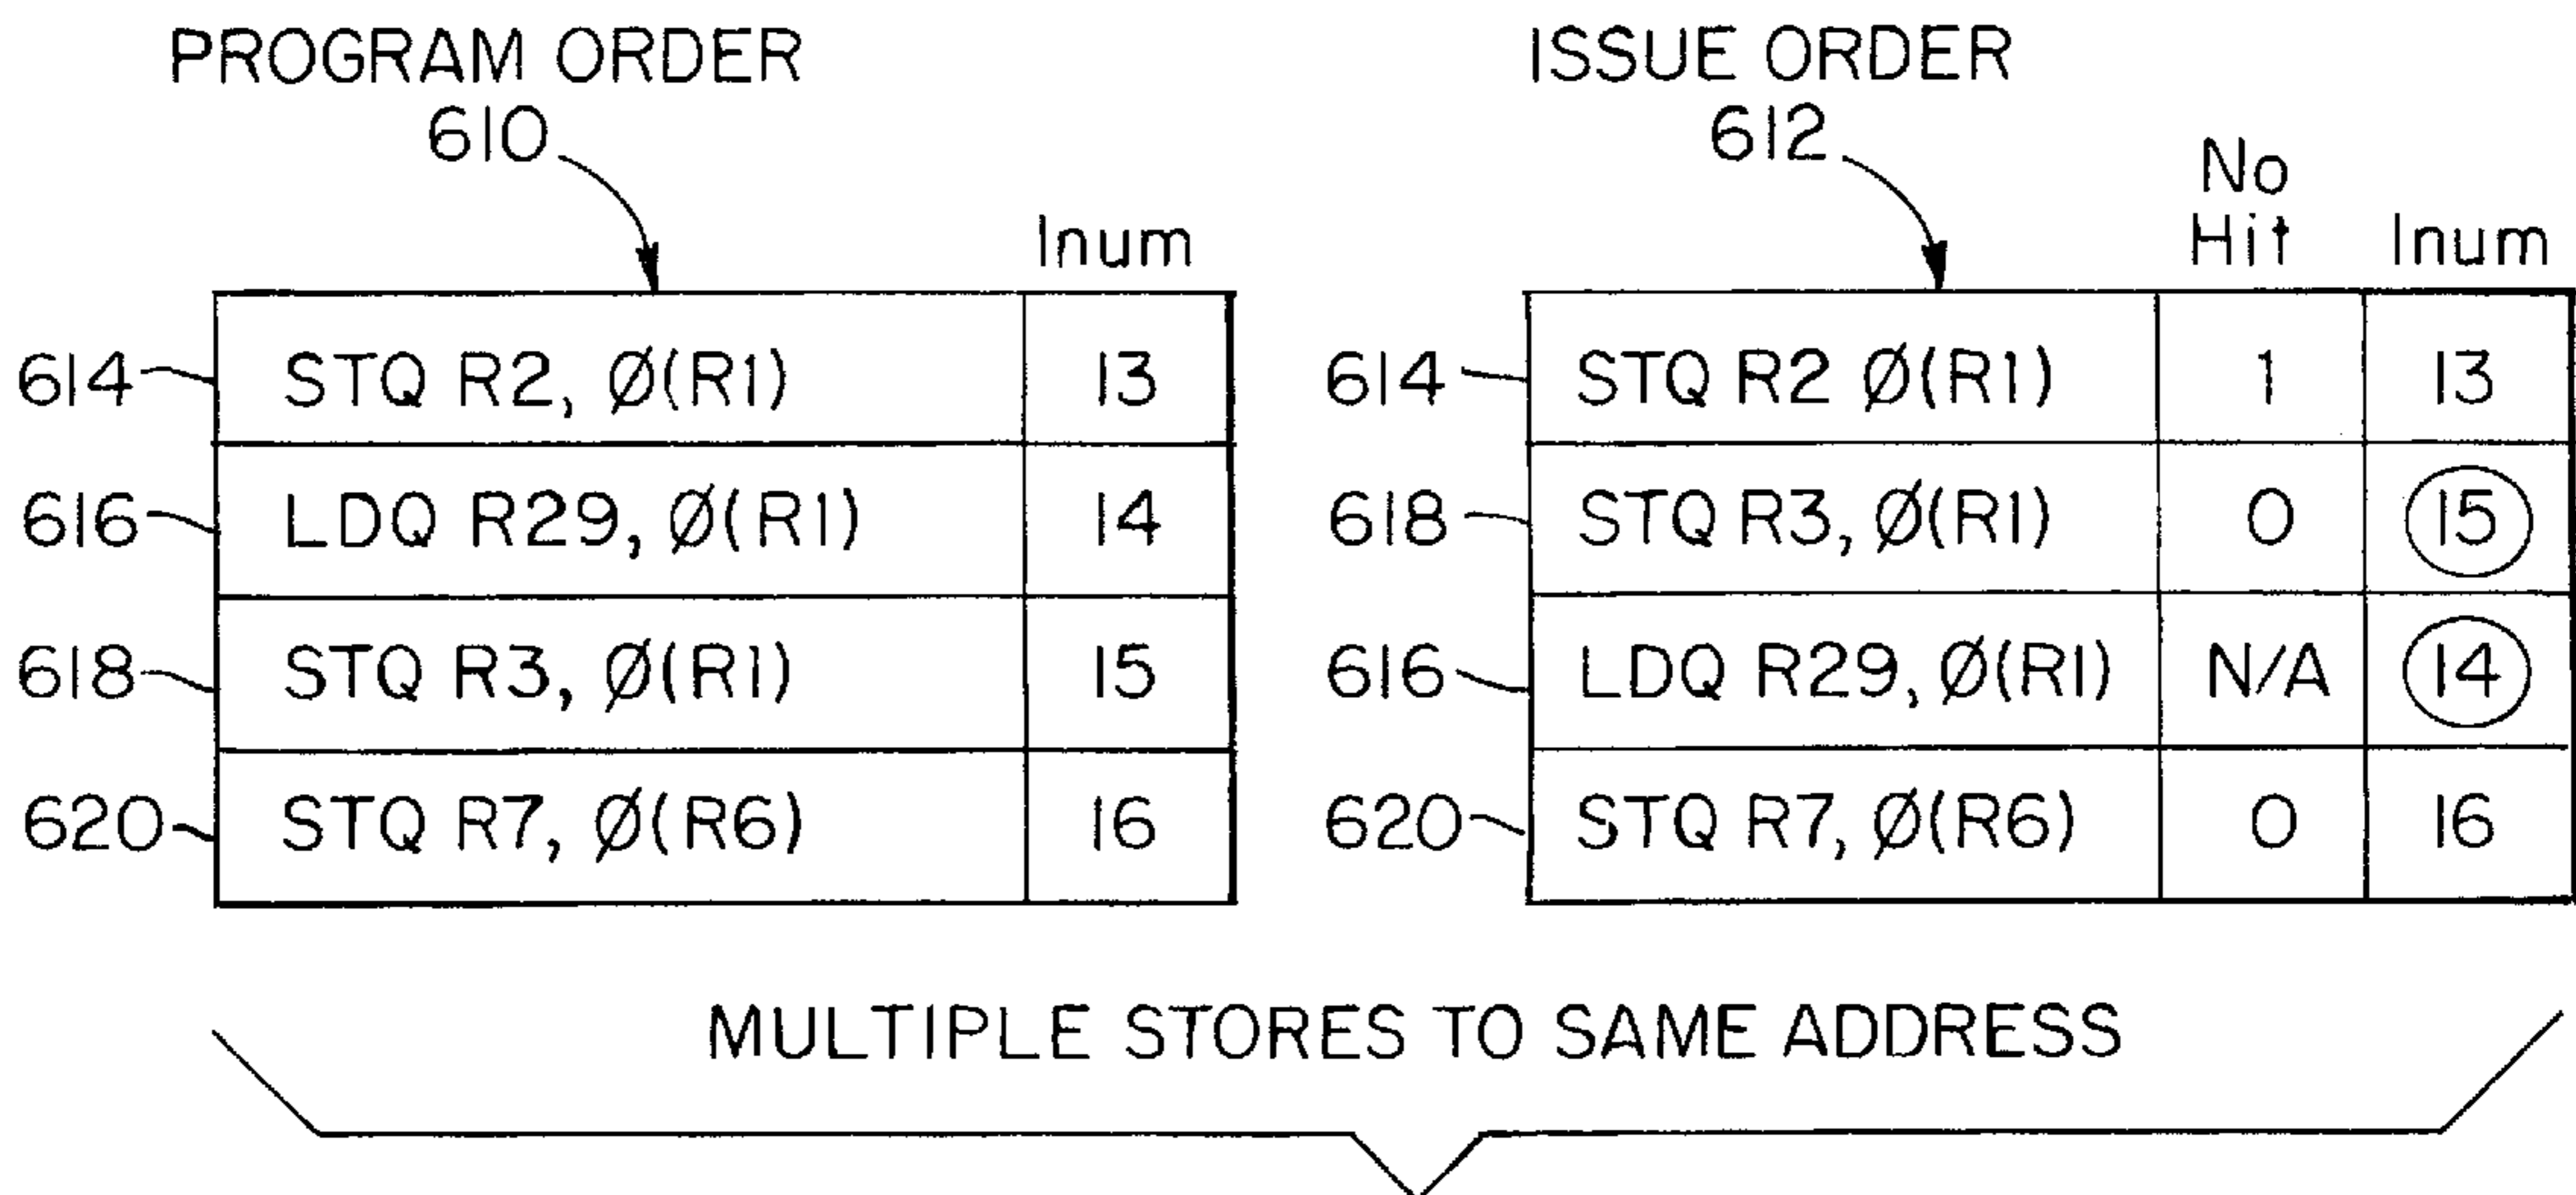 PROGRAM ORDER
610
Inum
614 STQ R2, Ø(R1) 13
616 LDQ R29, Ø(R1) 14
618 STQ R3, Ø(R1) 15
620 STQ R7, Ø(R6) 16
ISSUE ORDER
612
No
Hit Inum
614 STQ R2 Ø(R1) 1 13
618 STQ R3, Ø(R1) 0 15
616 LDQ R29, Ø(R1) N/A 14
620 STQ R7, Ø(R6) 0 16
MULTIPLE STORES TO SAME ADDRESS